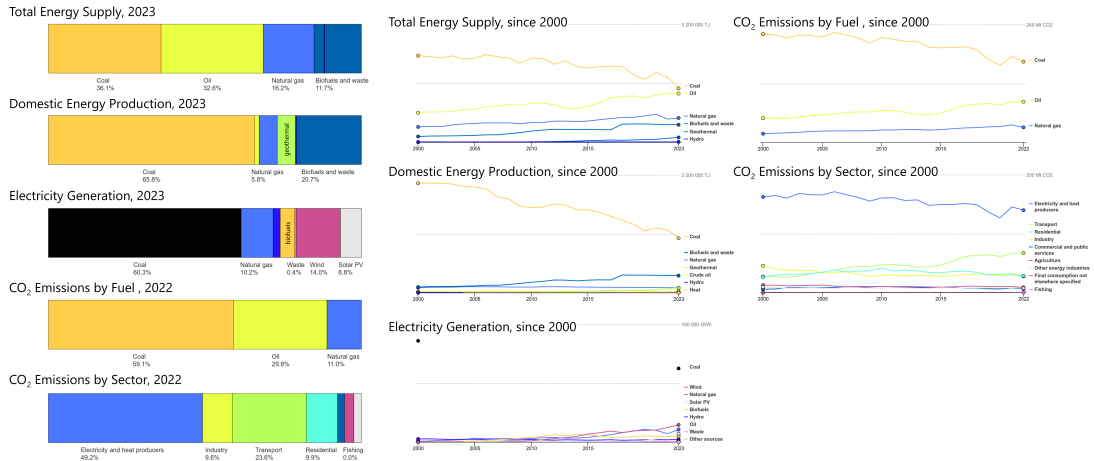 Total Energy Supply, 2023
Coal
36.1%
Oil
32.6%
Natural gas
16.2%
Biofuels and waste
11.7%
Domestic Energy Production, 2023
geothermal
Coal
65.8%
Natural gas
5.8%
Biofuels and waste
20.7%
Electricity Generation, 2023
biofuels
Coal
60.3%
Natural gas
10.2%
Waste
0.4%
Wind
14.0%
Solar PV
6.8%
CO2 Emissions by Fuel , 2022
Coal
59.1%
Oil
29.8%
Natural gas
11.0%
CO2 Emissions by Sector, 2022
Electricity and heat producers
49.2%
Industry
9.6%
Transport
23.6%
Residential
9.9%
Fishing
0.0%
Total Energy Supply, since 2000
3 200 000 TJ
Coal
Oil
Natural gas
Biofuels and waste
Geothermal
Hydro
2000
2005
2010
2015
2023
Domestic Energy Production, since 2000
3 200 000 TJ
Coal
Biofuels and waste
Natural gas
Geothermal
Crude oil
Hydro
Heat
2000
2005
2010
2015
2023
Electricity Generation, since 2000
160 000 GWh
Coal
Wind
Natural gas
Solar PV
Biofuels
Hydro
Oil
Waste
Other sources
2000
2005
2010
2015
2023
CO2 Emissions by Fuel , since 2000
240 Mt CO2
Coal
Oil
Natural gas
2000
2005
2010
2015
2022
CO2 Emissions by Sector, since 2000
200 Mt CO2
Electricity and heat
producers
Transport
Residential
Industry
Commercial and public
services
Agriculture
Other energy industries
Final consumption not
elsewhere specified
Fishing
2000
2005
2010
2015
2022